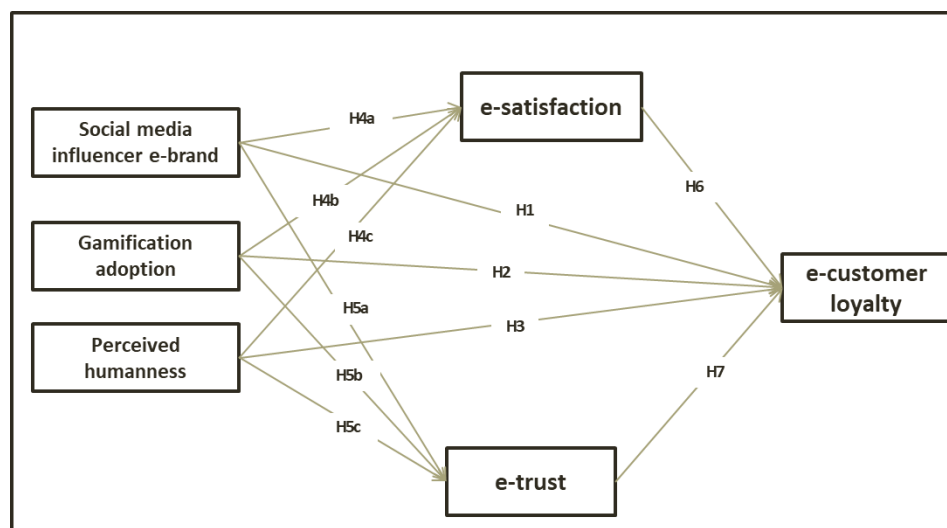 Social media
influencer e-brand
Gamification
adoption
Perceived
humanness
e-satisfaction
e-trust
e-customer
loyalty
H4a
H4b
H4c
H1
H2
H3
H5a
H5b
H5c
H6
H7